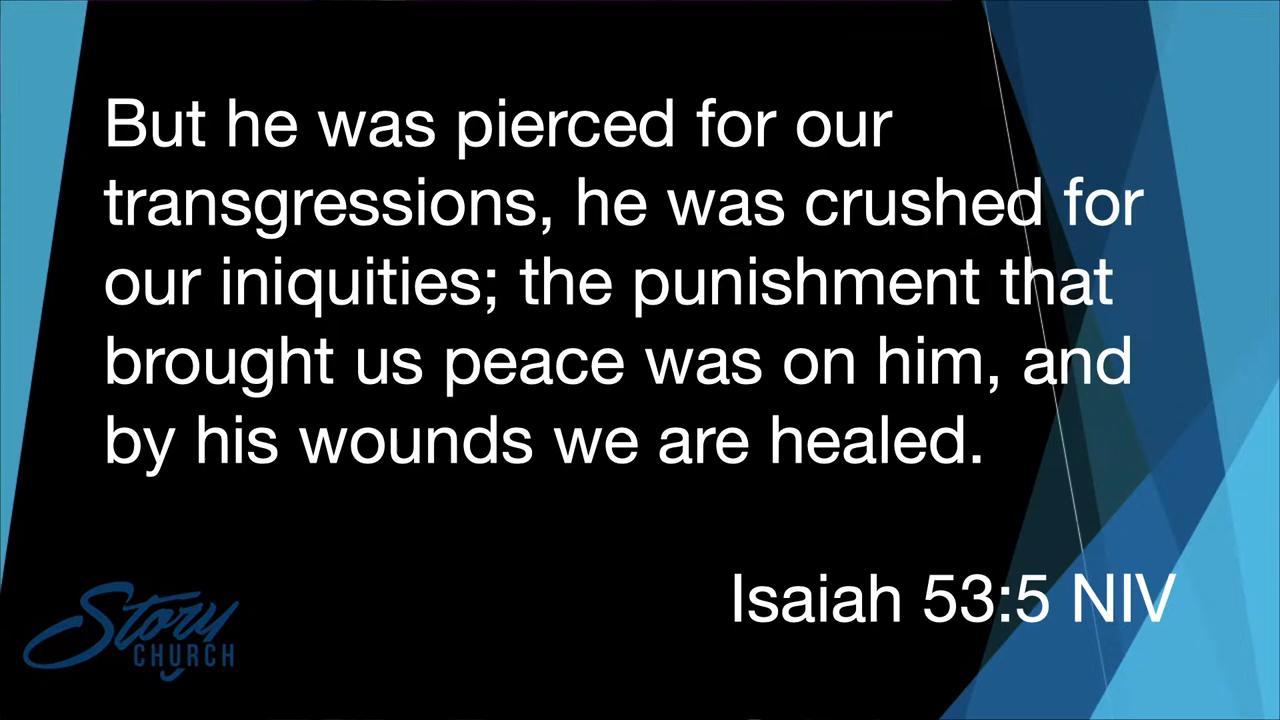 But he was pierced for our
transgressions, he was crushed for
our iniquities; the punishment that
brought us peace was on him, and
by his wounds we are healed.
Isaiah 53:5 NIV
Story
CHURCH